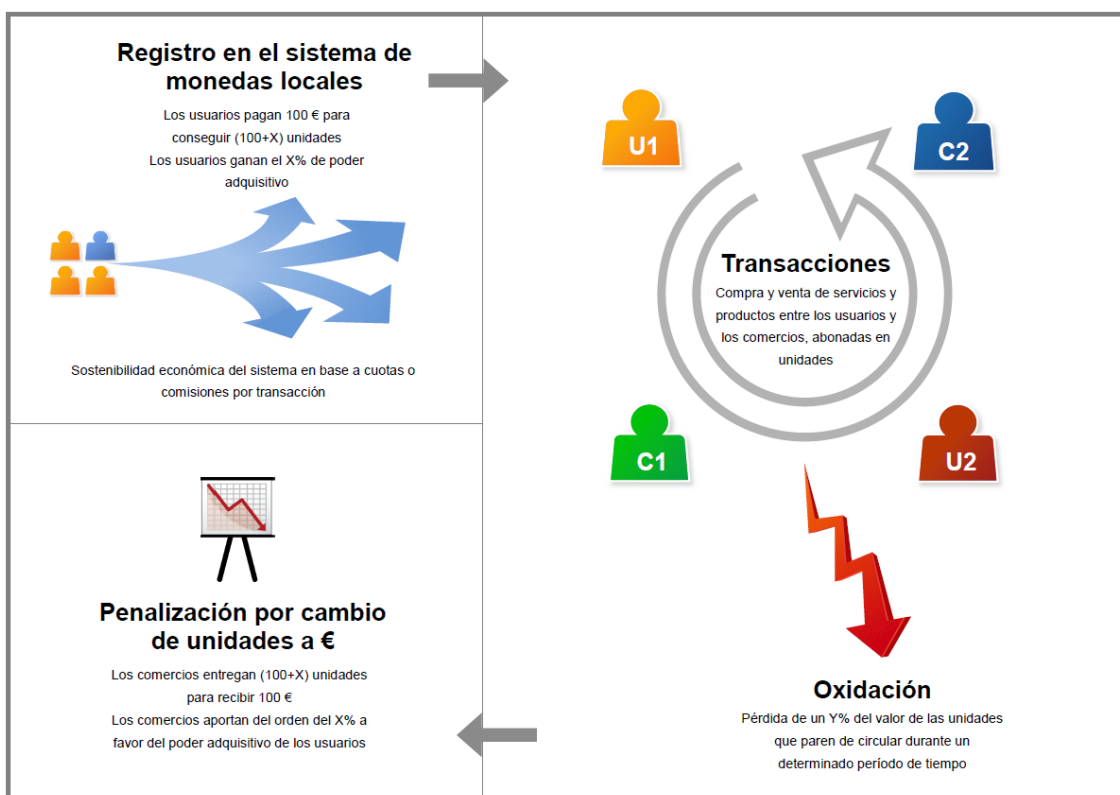 Registro en el sistema de
monedas locales
Los usuarios pagan 100 € para
conseguir (100+X) unidades
Los usuarios ganan el X% de poder
adquisitivo
Sostenibilidad económica del sistema en base a cuotas o
comisiones por transacción
U1
C2
Transacciones
Compra y venta de servicios y
productos entre los usuarios y
los comercios, abonadas en
unidades
C1
U2
Oxidación
Pérdida de un Y% del valor de las unidades
que paren de circular durante un
determinado período de tiempo
Penalización por cambio
de unidades a €
Los comercios entregan (100+X) unidades
para recibir 100 €
Los comercios aportan del orden del X% a
favor del poder adquisitivo de los usuarios